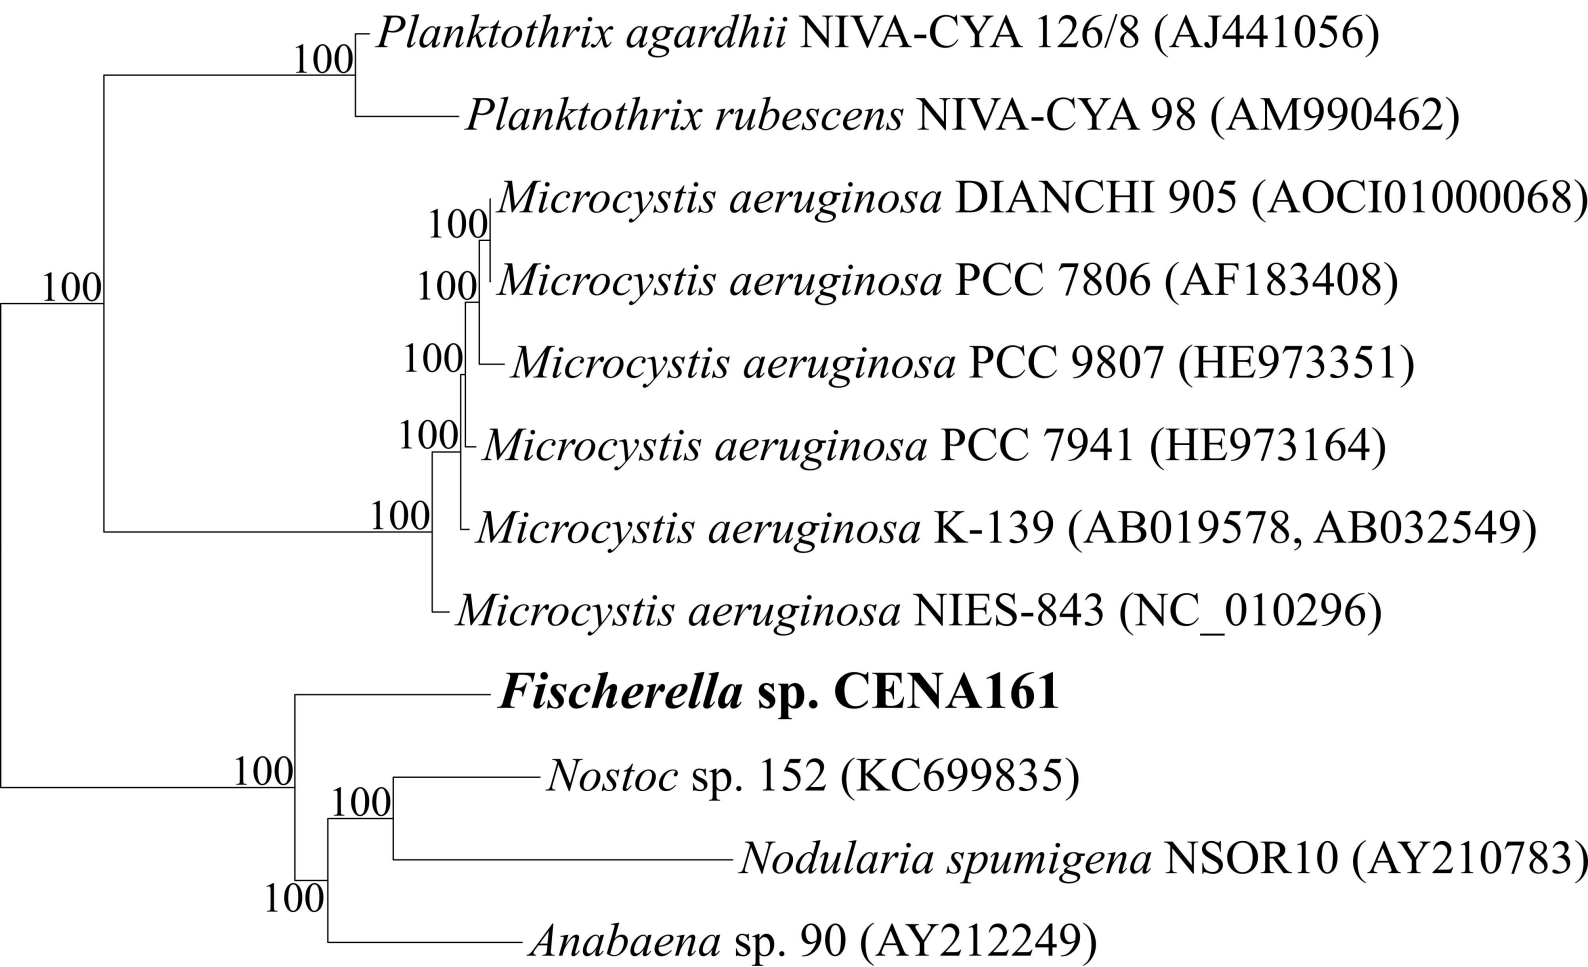 Planktothrix agardhii NIVA-CYA 126/8 (AJ441056)
100
Planktothrix rubescens NIVA-CYA 98 (AM990462)
Microcystis aeruginosa DIANCHI 905 (AOCI01000068)
100
Microcystis aeruginosa PCC 7806 (AF183408)
100
100
Microcystis aeruginosa PCC 9807 (HE973351)
100
Microcystis aeruginosa PCC 7941 (HE973164)
100
100
Microcystis aeruginosa K-139 (AB019578, AB032549)
Microcystis aeruginosa NIES-843 (NC_010296)
Fischerella sp. CENA161
100
Nostoc sp. 152 (KC699835)
100
Nodularia spumigena NSOR10 (AY210783)
100
Anabaena sp. 90 (AY212249)